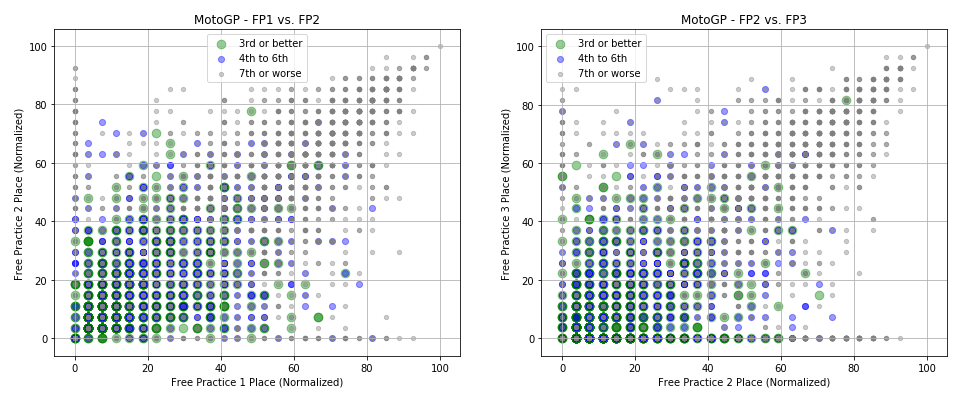 MotoGP - FP1 vs. FP2
3rd or better
4th to 6th
7th or worse
100
80
60
40
20
0
Free Practice 2 Place (Normalized)
0 20 40 60 80 100
Free Practice 1 Place (Normalized)
MotoGP - FP2 vs. FP3
3rd or better
4th to 6th
7th or worse
100
80
60
40
20
0
Free Practice 3 Place (Normalized)
0 20 40 60 80 100
Free Practice 2 Place (Normalized)